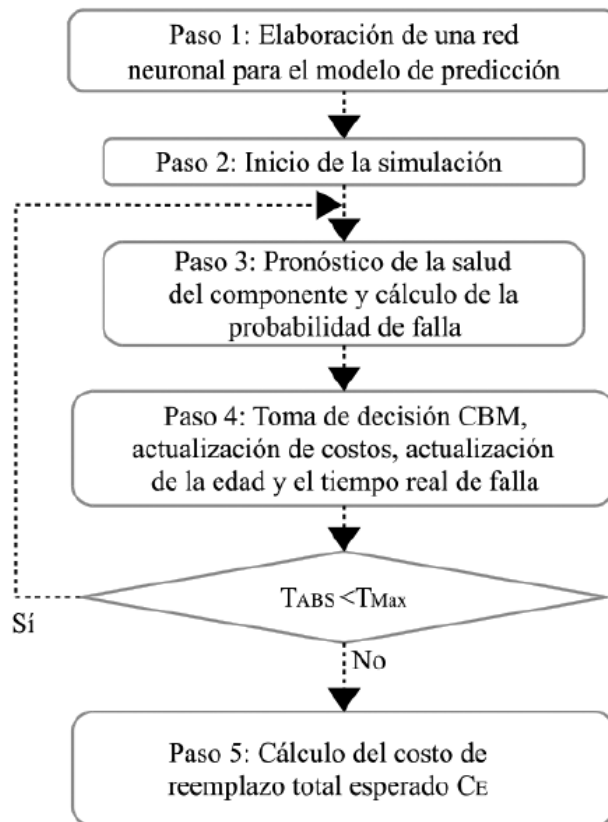 Paso 1: Elaboración de una red
neuronal para el modelo de predicción
Paso 2: Inicio de la simulación
Paso 3: Pronóstico de la salud
del componente y cálculo de la
probabilidad de falla
Paso 4: Toma de decisión CBM,
actualización de costos, actualización
de la edad y el tiempo real de falla
TABS <TMax
Sí
No
Paso 5: Cálculo del costo de
reemplazo total esperado CE